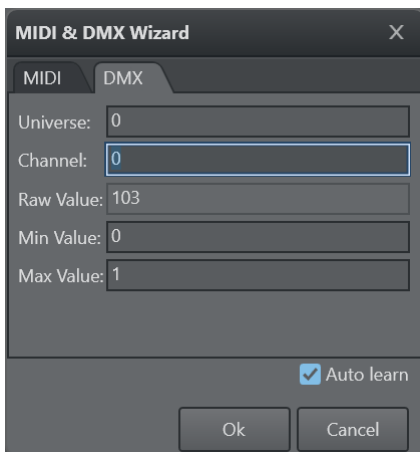 MIDI & DMX Wizard X
MIDI DMX
Universe: 0
Channel: 0
Raw Value: 103
Min Value: 0
Max Value: 1
Auto learn
Ok Cancel